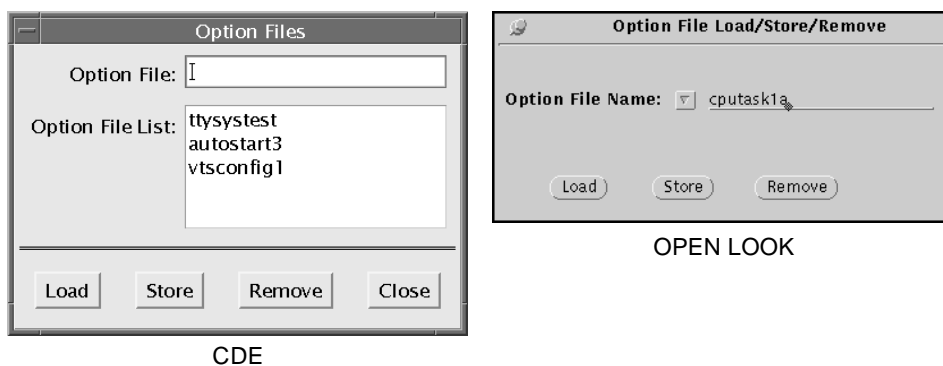 Option Files
Option File:
Option File List:
ttysystest
autostart3
vtsconfig1
Load
Store
Remove
Close
CDE
Option File Load/Store/Remove
Option File Name:
cputask1a
Load
Store
Remove
OPEN LOOK